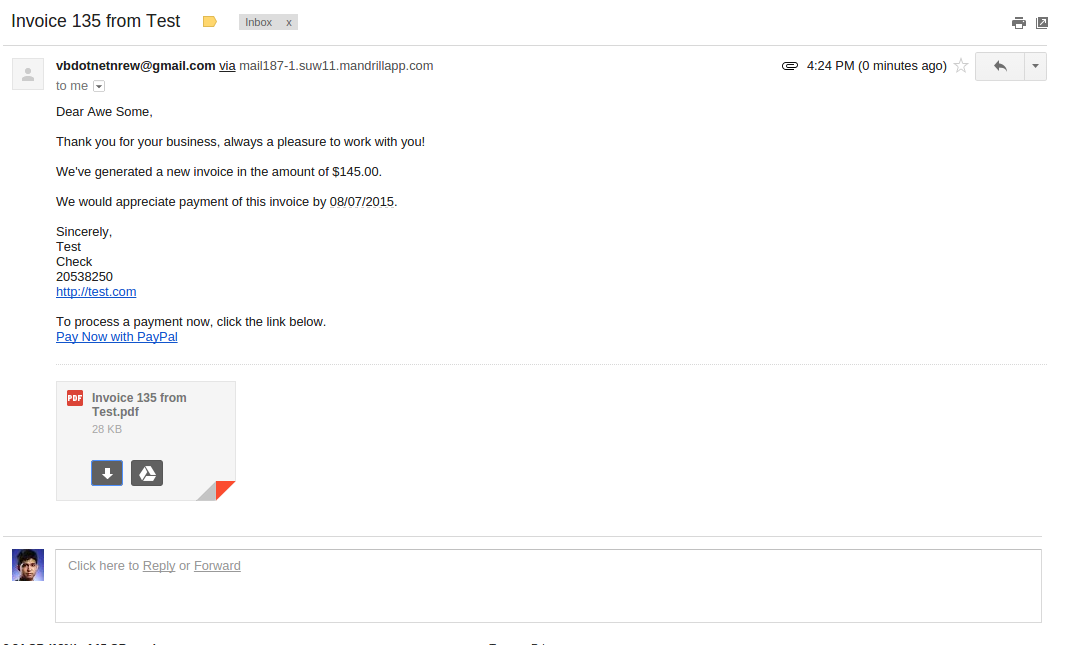 Invoice 135 from Test
Inbox x
vbdotnetnrew@gmail.com via mail187-1.suw11.mandrillapp.com
4:24 PM (0 minutes ago)
to me
Dear Awe Some,
Thank you for your business, always a pleasure to work with you!
We've generated a new invoice in the amount of $145.00.
We would appreciate payment of this invoice by 08/07/2015.
Sincerely,
Test
Check
20538250
http://test.com
To process a payment now, click the link below.
Pay Now with PayPal
PDF
Invoice 135 from
Test.pdf
28 KB
Click here to Reply or Forward